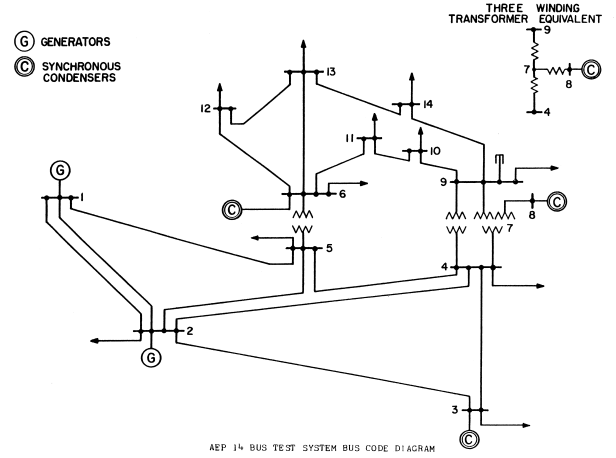 THREE WINDING
TRANSFORMER EQUIVALENT
G GENERATORS
C SYNCHRONOUS
CONDENSERS
9
7
C
8
4
13
14
12
11
10
G
1
6
C
9
C
8
7
5
4
2
G
3
C
AEP 14 BUS TEST SYSTEM BUS CODE DIAGRAM